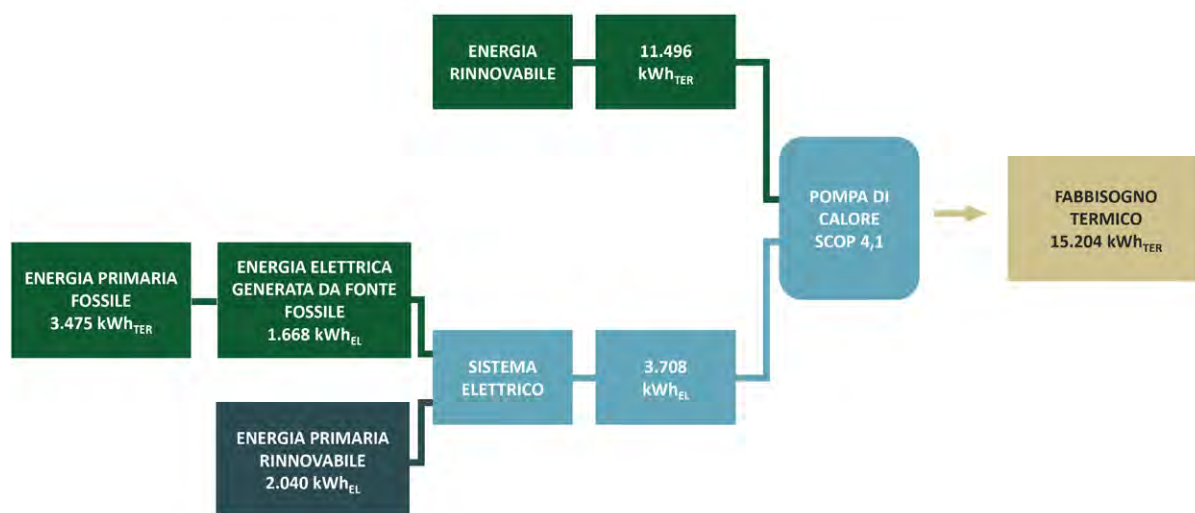 ENERGIA
RINNOVABILE
11.496
kWhTER
POMPA DI
CALORE
SCOP 4,1
FABBISOGNO
TERMICO
15.204 kWhTER
ENERGIA PRIMARIA
FOSSILE
3.475 kWhTER
ENERGIA ELETTRICA
GENERATA DA FONTE
FOSSILE
1.668 kWhEL
SISTEMA
ELETTRICO
3.708
kWhEL
ENERGIA PRIMARIA
RINNOVABILE
2.040 kWhEL